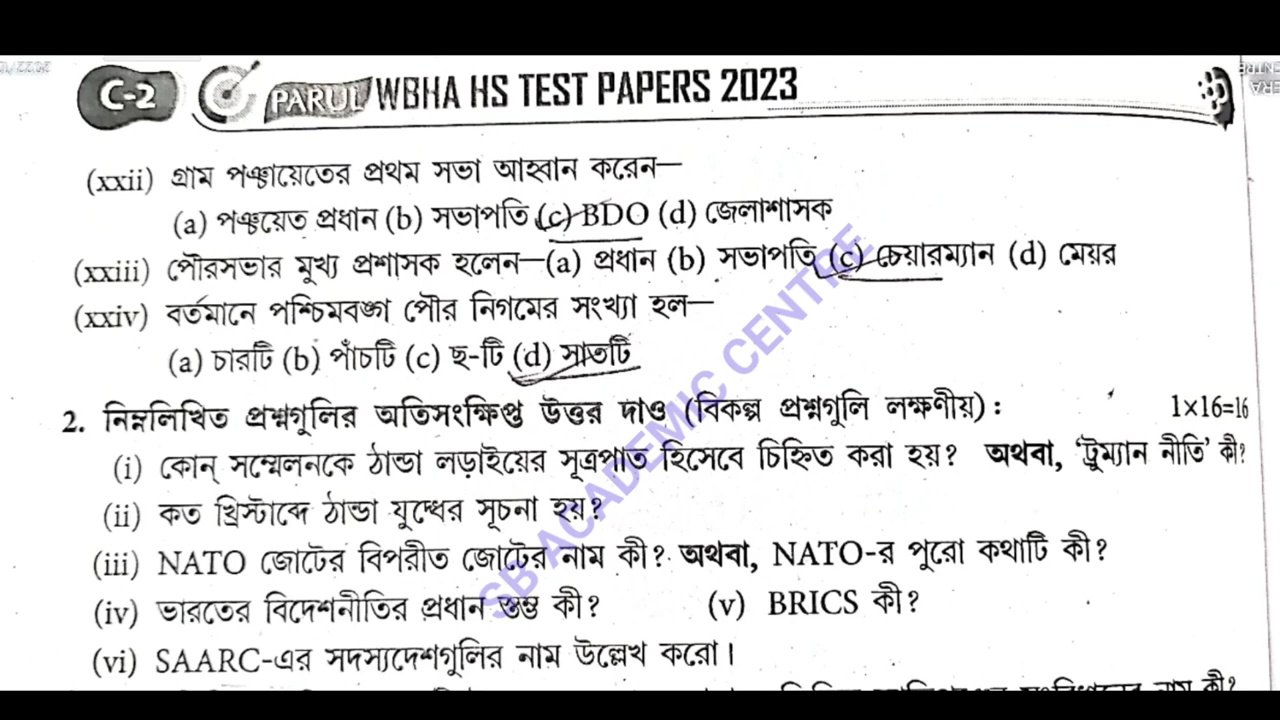 C-2 PARUL WBHA HS TEST PAPERS 2023
(xxii) গ্রাম পঞ্চায়েতের প্রথম সভা আহ্বান করেন—
(a) পঞ্চয়েত প্রধান (b) সভাপতি (c) BDO (d) জেলাশাসক
(xxiii) পৌরসভার মুখ্য প্রশাসক হলেন—(a) প্রধান (b) সভাপতি (c) চেয়ারম্যান (d) মেয়র
(xxiv) বর্তমানে পশ্চিমবঙ্গ পৌর নিগমের সংখ্যা হল—
(a) চারটি (b) পাঁচটি (c) ছ-টি (d) সাতটি
2. নিম্নলিখিত প্রশ্নগুলির অতিসংক্ষিপ্ত উত্তর দাও (বিকল্প প্রশ্নগুলি লক্ষণীয়) : 1×16=16
(i) কোন্ সম্মেলনকে ঠান্ডা লড়াইয়ের সূত্রপাত হিসেবে চিহ্নিত করা হয়? অথবা, ‘ট্রুম্যান নীতি’ কী?
(ii) কত খ্রিস্টাব্দে ঠান্ডা যুদ্ধের সূচনা হয়?
(iii) NATO জোটের বিপরীত জোটের নাম কী? অথবা, NATO-র পুরো কথাটি কী?
(iv) ভারতের বিদেশনীতির প্রধান স্তম্ভ কী? (v) BRICS কী?
(vi) SAARC-এর সদস্যদেশগুলির নাম উল্লেখ করো।
নাম কী?
SB ACADEMIC CENTRE